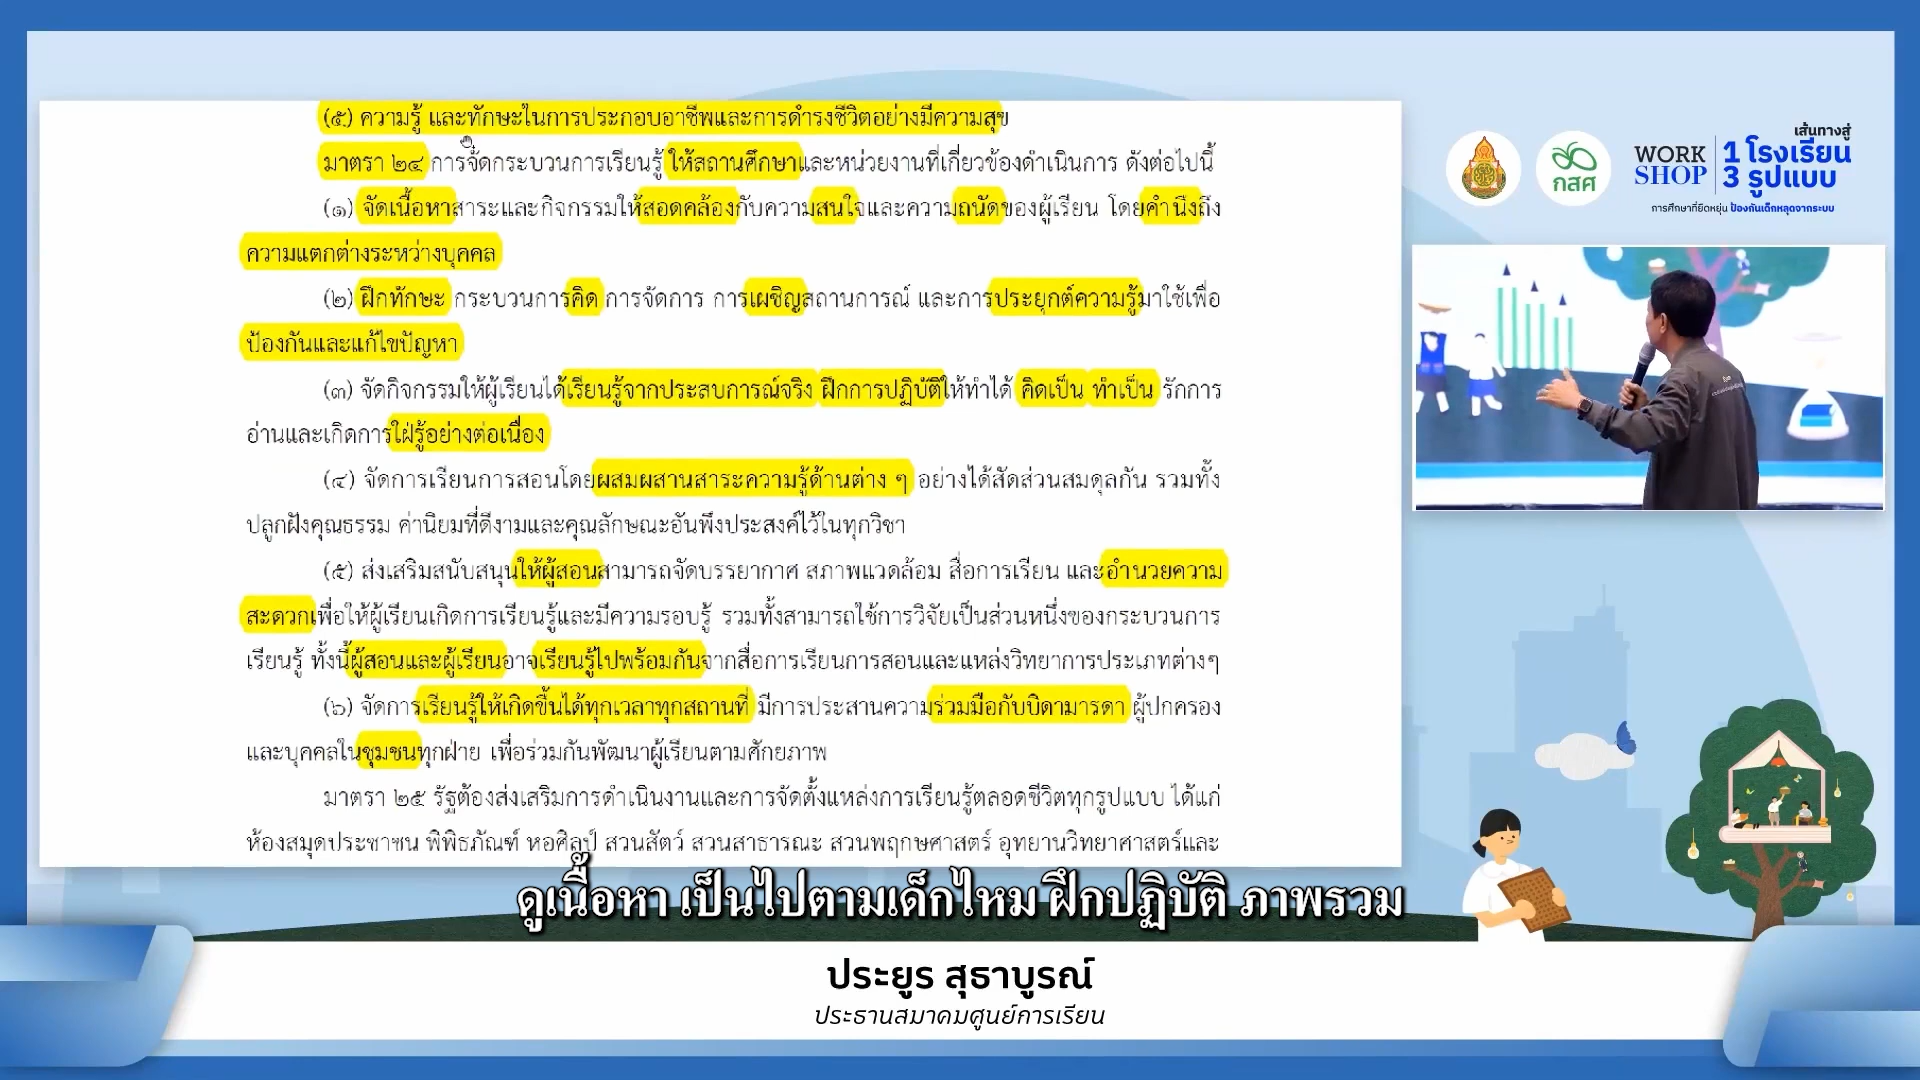 (๕) ความรู้ และทักษะในการประกอบอาชีพและการดำรงชีวิตอย่างมีความสุข
มาตรา ๒๔ การจัดกระบวนการเรียนรู้ ให้สถานศึกษาและหน่วยงานที่เกี่ยวข้องดำเนินการ ดังต่อไปนี้
(๑) จัดเนื้อหาสาระและกิจกรรมให้สอดคล้องกับความสนใจและความถนัดของผู้เรียน โดยคำนึงถึง
ความแตกต่างระหว่างบุคคล
(๒) ฝึกทักษะ กระบวนการคิด การจัดการ การเผชิญสถานการณ์ และการประยุกต์ความรู้มาใช้เพื่อ
ป้องกันและแก้ไขปัญหา
(๓) จัดกิจกรรมให้ผู้เรียนได้เรียนรู้จากประสบการณ์จริง ฝึกการปฏิบัติให้ทำได้ คิดเป็น ทำเป็น รักการ
อ่านและเกิดการใฝ่รู้อย่างต่อเนื่อง
(๔) จัดการเรียนการสอนโดยผสมผสานสาระความรู้ด้านต่าง ๆ อย่างได้สัดส่วนสมดุลกัน รวมทั้ง
ปลูกฝังคุณธรรม ค่านิยมที่ดีงามและคุณลักษณะอันพึงประสงค์ไว้ในทุกวิชา
(๕) ส่งเสริมสนับสนุนให้ผู้สอนสามารถจัดบรรยากาศ สภาพแวดล้อม สื่อการเรียน และอำนวยความ
สะดวกเพื่อให้ผู้เรียนเกิดการเรียนรู้และมีความรอบรู้ รวมทั้งสามารถใช้การวิจัยเป็นส่วนหนึ่งของกระบวนการ
เรียนรู้ ทั้งนี้ผู้สอนและผู้เรียนอาจเรียนรู้ไปพร้อมกันจากสื่อการเรียนการสอนและแหล่งวิทยาการประเภทต่างๆ
(๖) จัดการเรียนรู้ให้เกิดขึ้นได้ทุกเวลาทุกสถานที่ มีการประสานความร่วมมือกับบิดามารดา ผู้ปกครอง
และบุคคลในชุมชนทุกฝ่าย เพื่อร่วมกันพัฒนาผู้เรียนตามศักยภาพ
มาตรา ๒๕ รัฐต้องส่งเสริมการดำเนินงานและการจัดตั้งแหล่งการเรียนรู้ตลอดชีวิตทุกรูปแบบ ได้แก่
ห้องสมุดประชาชน พิพิธภัณฑ์ หอศิลป์ สวนสัตว์ สวนสาธารณะ สวนพฤกษศาสตร์ อุทยานวิทยาศาสตร์และ
กสศ
WORK
SHOP
เส้นทางสู่
1 โรงเรียน
3 รูปแบบ
การศึกษาที่ยืดหยุ่น ป้องกันเด็กหลุดจากระบบ
ดูเนื้อหา เป็นไปตามเด็กไหม ฝึกปฏิบัติ ภาพรวม
ประยูร สุธาบูรณ์
ประธานสมาคมศูนย์การเรียน